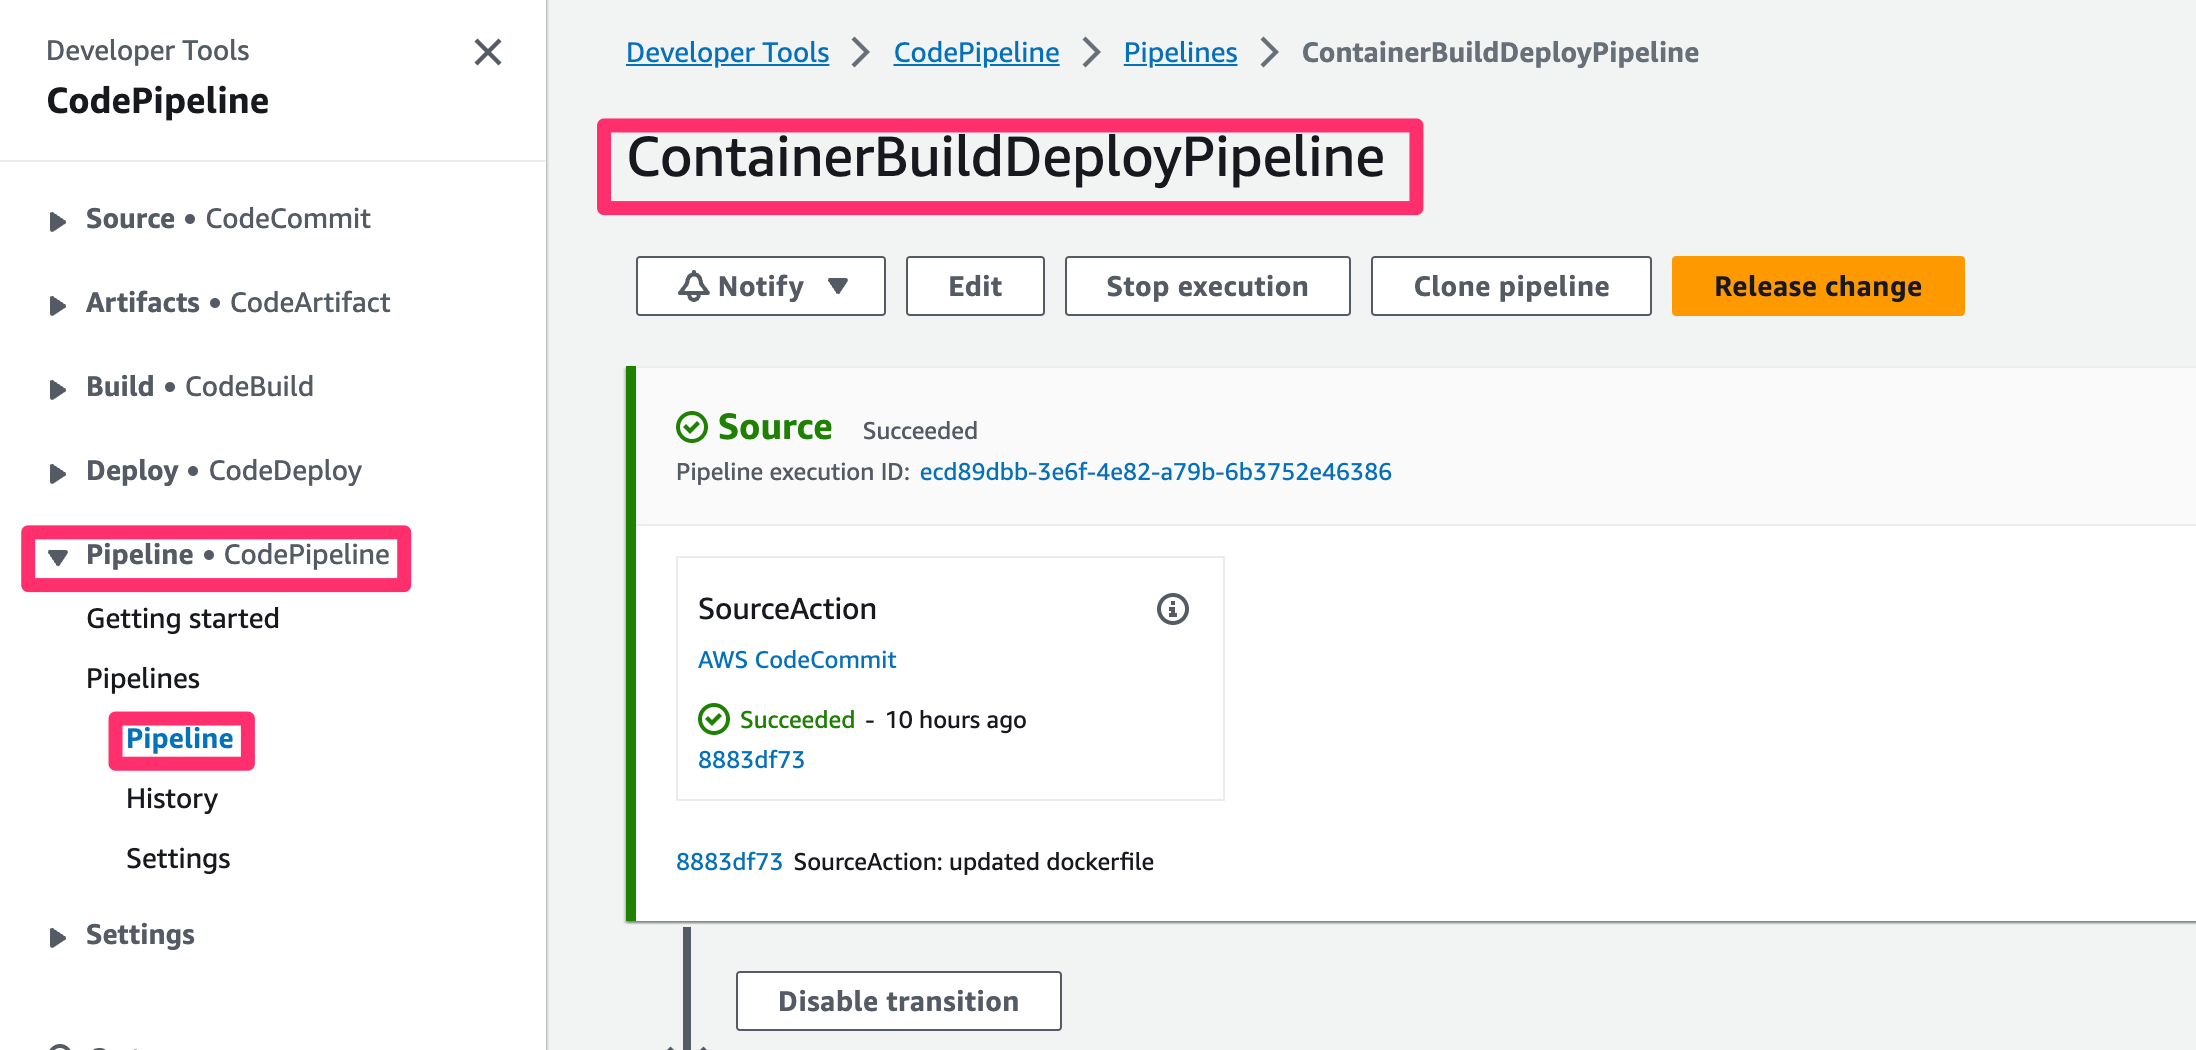 Developer Tools
CodePipeline
Source • CodeCommit
Artifacts • CodeArtifact
Build • CodeBuild
Deploy • CodeDeploy
Pipeline • CodePipeline
Getting started
Pipelines
Pipeline
History
Settings
Settings
Developer Tools > CodePipeline > Pipelines > ContainerBuildDeployPipeline
ContainerBuildDeployPipeline
Notify Edit Stop execution Clone pipeline Release change
Source Succeeded
Pipeline execution ID: ecd89dbb-3e6f-4e82-a79b-6b3752e46386
SourceAction
AWS CodeCommit
Succeeded - 10 hours ago
8883df73
8883df73 SourceAction: updated dockerfile
Disable transition